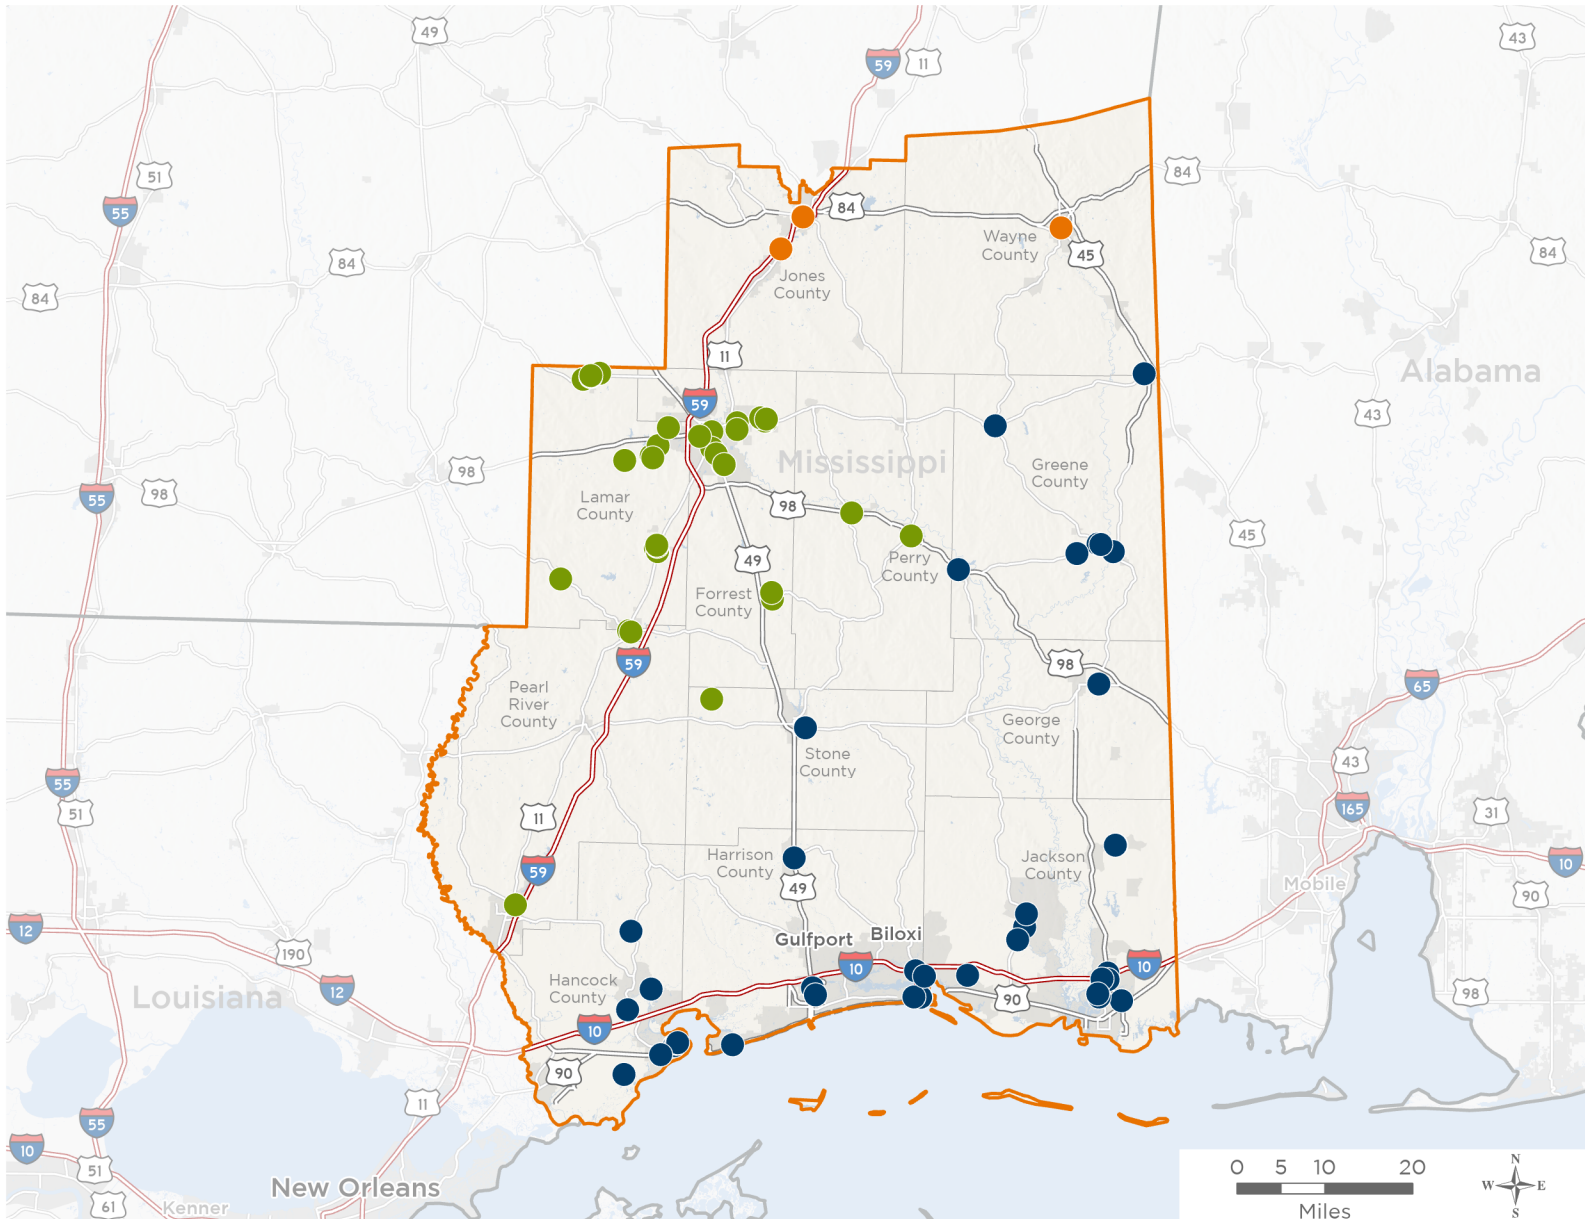 49
59
11
43
51
55
84
84
84
Wayne
County
45
84
84
Jones
County
84
11
59
Alabama
43
98
Mississippi
Greene
County
98
55
Lamar
County
98
45
49
Perry
County
Forrest
County
59
98
65
Pearl
River
County
George
County
Stone
County
43
55
51
11
165
31
Harrison
County
Jackson
County
59
49
Mobile
10
90
12
190
Gulfport
Biloxi
10
10
Louisiana
12
Hancock
County
90
98
10
90
11
55
10
51
New Orleans
61
Kenner
0 5 10 20
Miles
N
W E
S